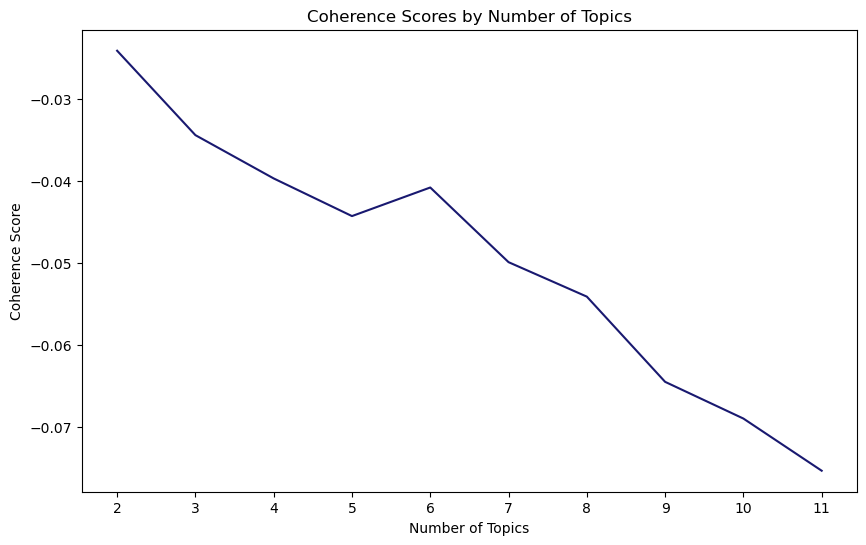 Coherence Scores by Number of Topics
Coherence Score
−0.03
−0.04
−0.05
−0.06
−0.07
2 3 4 5 6 7 8 9 10 11
Number of Topics